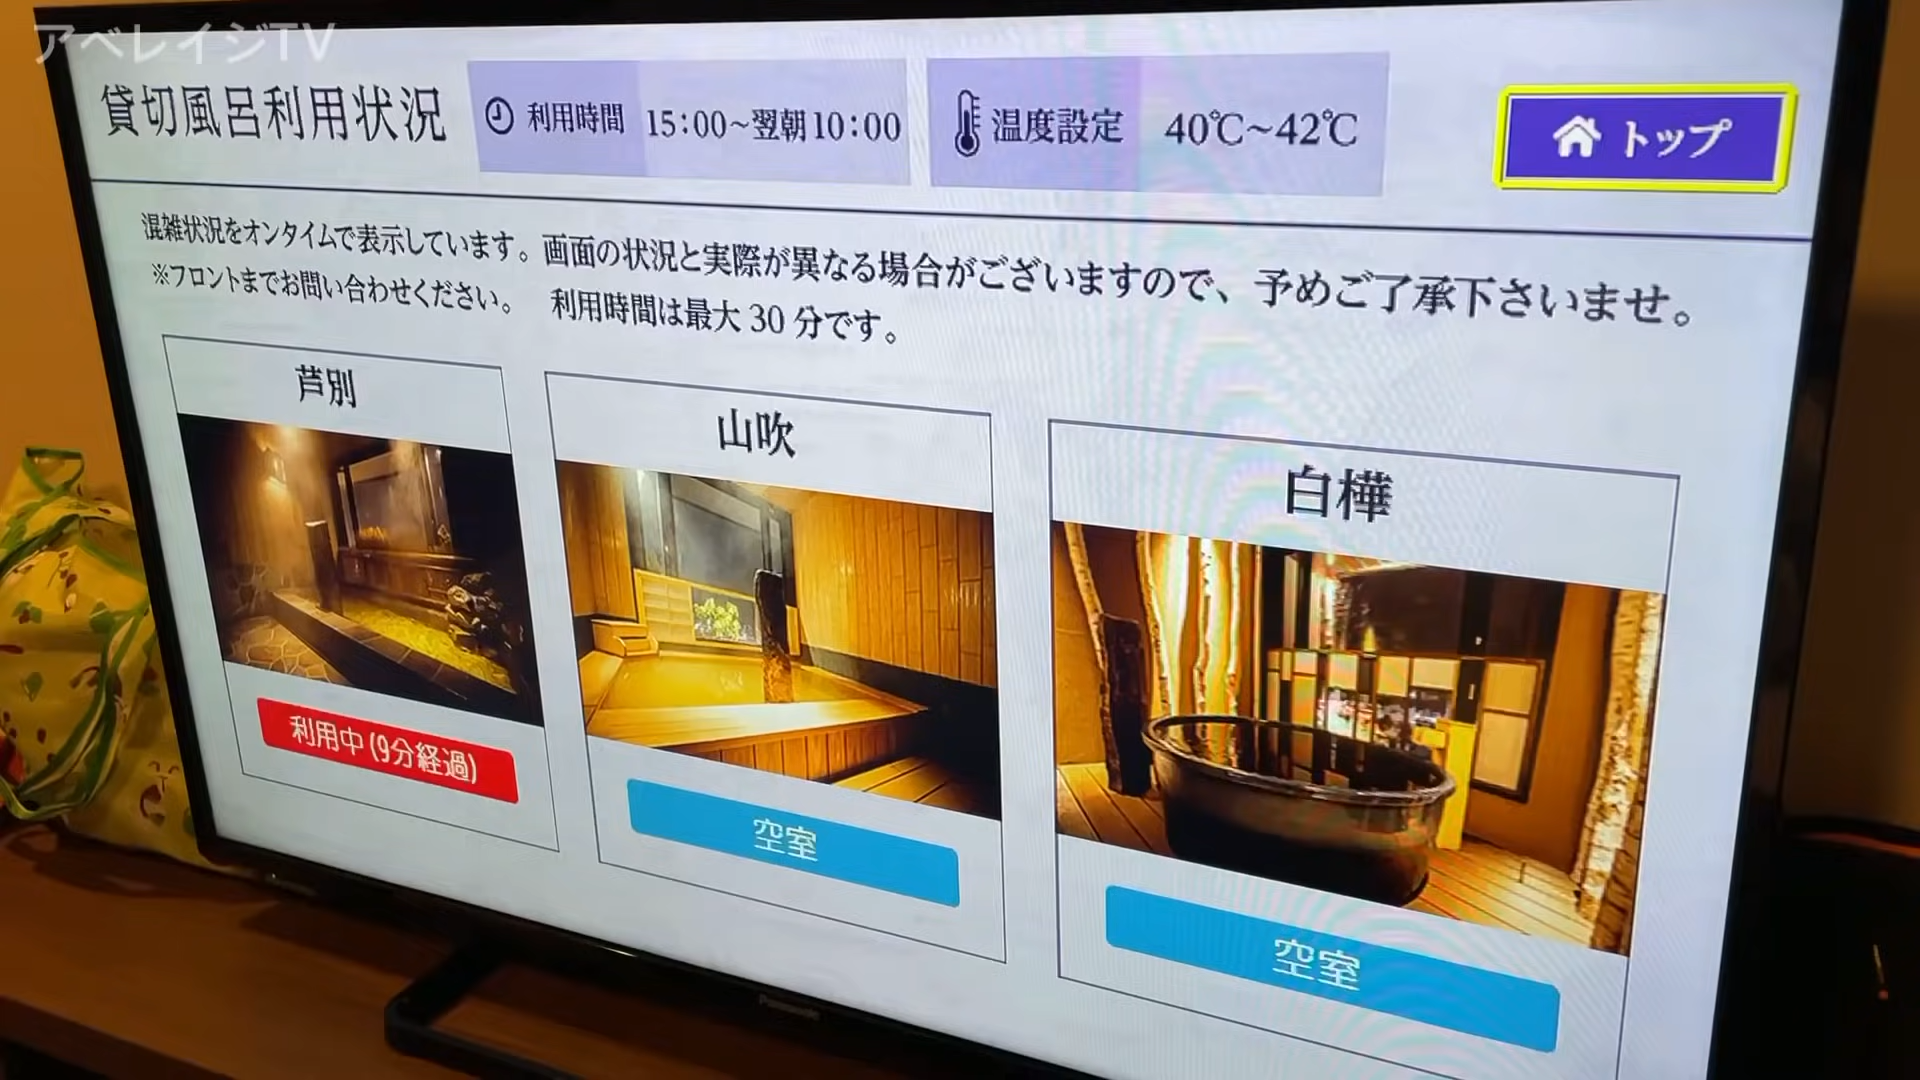 アベレイジTV
貸切風呂利用状況
利用時間 15:00~翌朝10:00
温度設定 40℃~42℃
トップ
混雑状況をオンタイムで表示しています。画面の状況と実際が異なる場合がございますので、予めご了承下さいませ。
※フロントまでお問い合わせください。 利用時間は最大30分です。
芦別
山吹
白樺
利用中(9分経過)
空室
空室
Panasonic